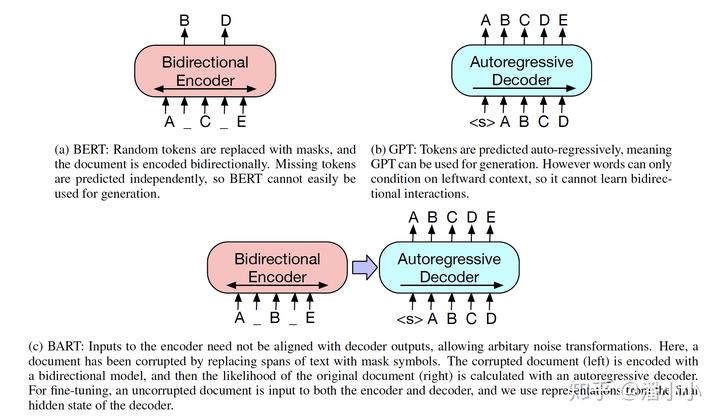 B D
Bidirectional
Encoder
A _ C _ E
A B C D E
Autoregressive
Decoder
<s> A B C D
(a) BERT: Random tokens are replaced with masks, and
the document is encoded bidirectionally. Missing tokens
are predicted independently, so BERT cannot easily be
used for generation.
(b) GPT: Tokens are predicted auto-regressively, meaning
GPT can be used for generation. However words can only
condition on leftward context, so it cannot learn bidirec-
tional interactions.
Bidirectional
Encoder
A _ B _ E
A B C D E
Autoregressive
Decoder
<s> A B C D
(c) BART: Inputs to the encoder need not be aligned with decoder outputs, allowing arbitary noise transformations. Here, a
document has been corrupted by replacing spans of text with mask symbols. The corrupted document (left) is encoded with
a bidirectional model, and then the likelihood of the original document (right) is calculated with an autoregressive decoder.
For fine-tuning, an uncorrupted document is input to both the encoder and decoder, and we use representations from the final
hidden state of the decoder.
知乎 @潘小小